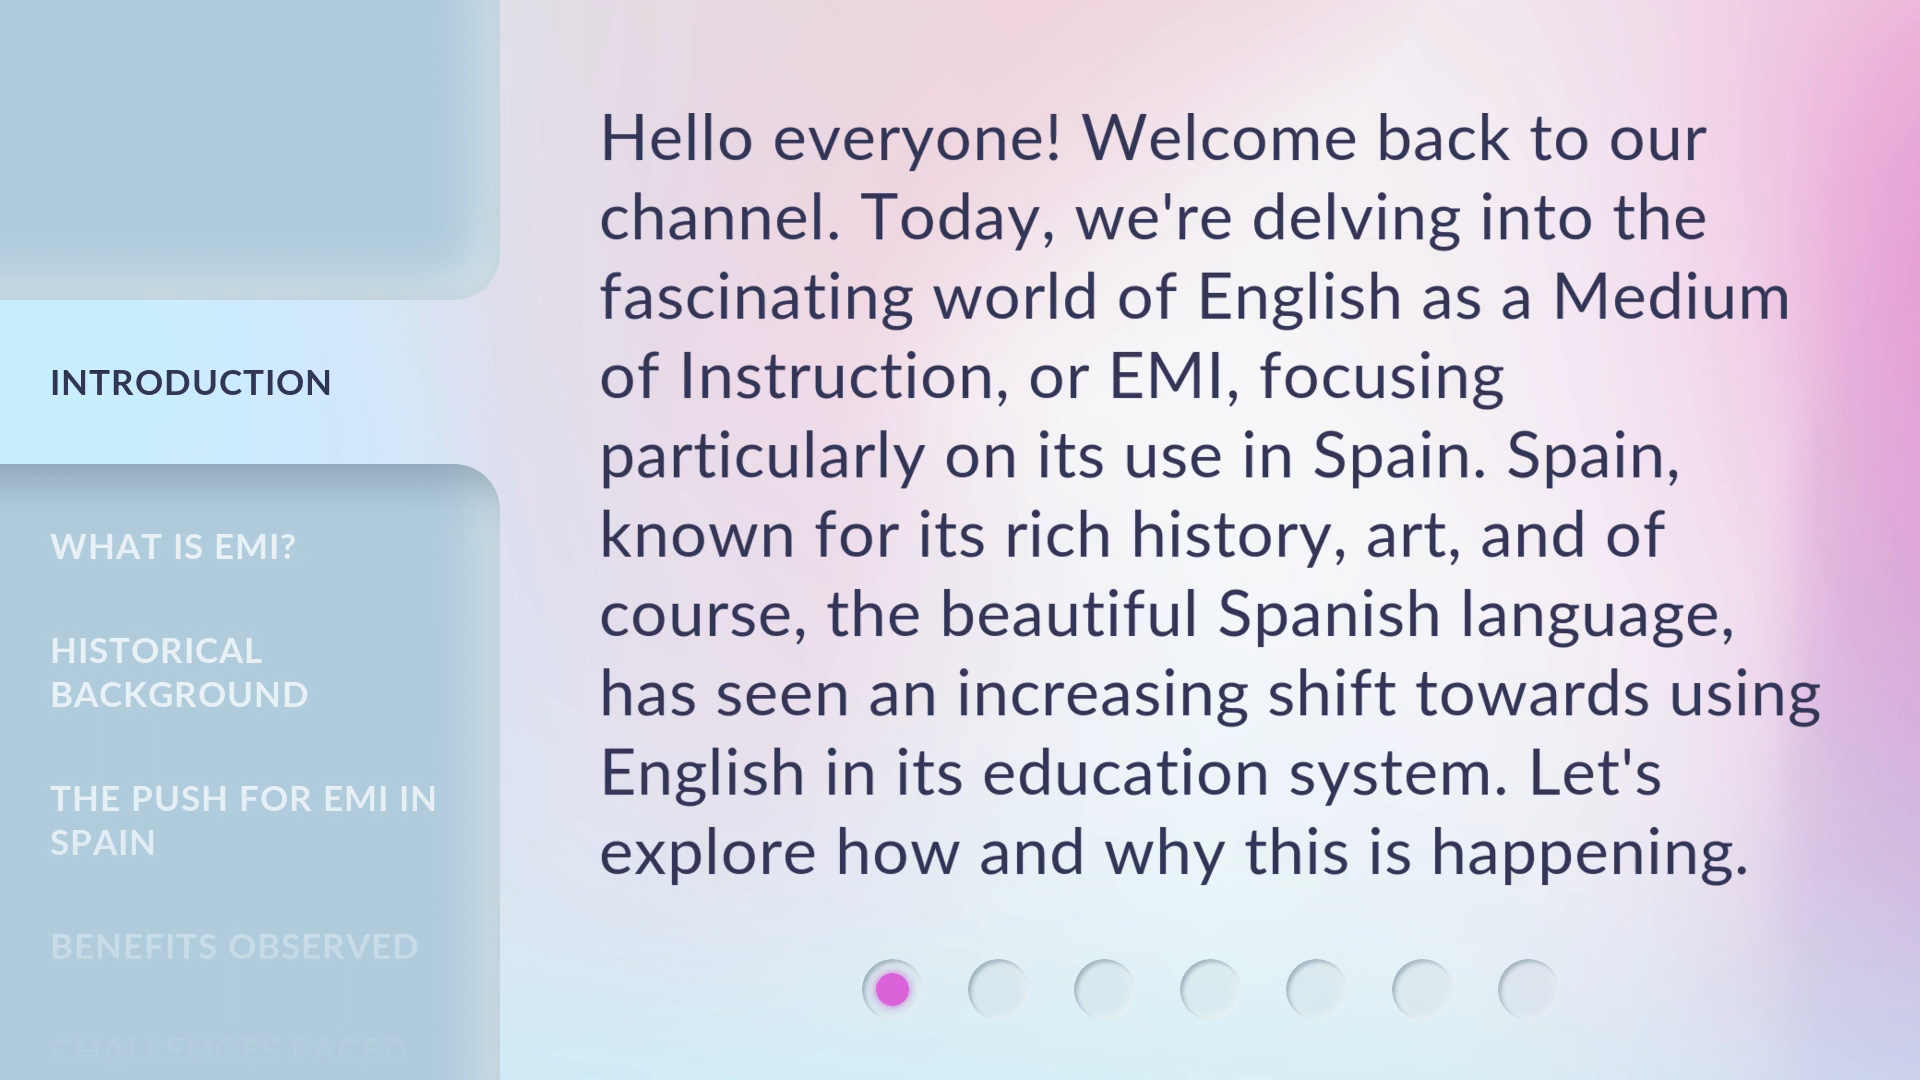 INTRODUCTION
WHAT IS EMI?
HISTORICAL
BACKGROUND
THE PUSH FOR EMI IN
SPAIN
BENEFITS OBSERVED
CHALLENGES FACED
Hello everyone! Welcome back to our
channel. Today, we're delving into the
fascinating world of English as a Medium
of Instruction, or EMI, focusing
particularly on its use in Spain. Spain,
known for its rich history, art, and of
course, the beautiful Spanish language,
has seen an increasing shift towards using
English in its education system. Let's
explore how and why this is happening.